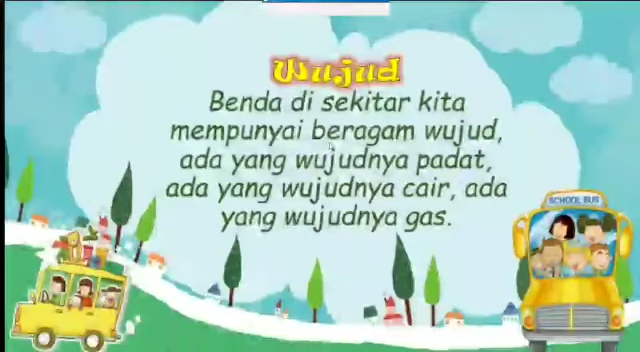 Wujud
Benda di sekitar kita
mempunyai beragam wujud,
ada yang wujudnya padat,
ada yang wujudnya cair, ada
yang wujudnya gas.
SCHOOL BUS